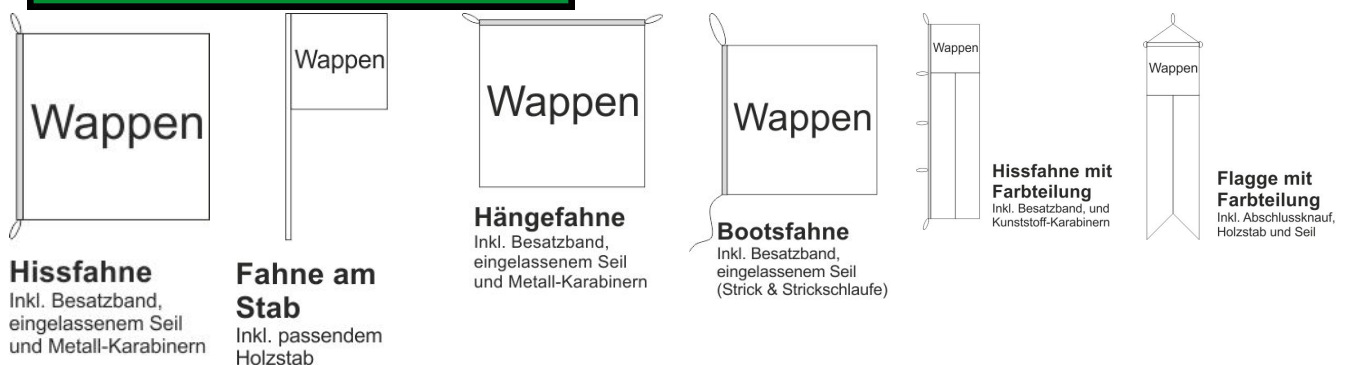 Wappen
Hissfahne
Inkl. Besatzband,
eingelassenem Seil
und Metall-Karabinern
Wappen
Fahne am
Stab
Inkl. passendem
Holzstab
Wappen
Hängefahne
Inkl. Besatzband,
eingelassenem Seil
und Metall-Karabinern
Wappen
Bootsfahne
Inkl. Besatzband,
eingelassenem Seil
(Strick & Strickschlaufe)
Wappen
Hissfahne mit
Farbteilung
Inkl. Besatzband, und
Kunststoff-Karabinern
Wappen
Flagge mit
Farbteilung
Inkl. Abschlussknauf,
Holzstab und Seil